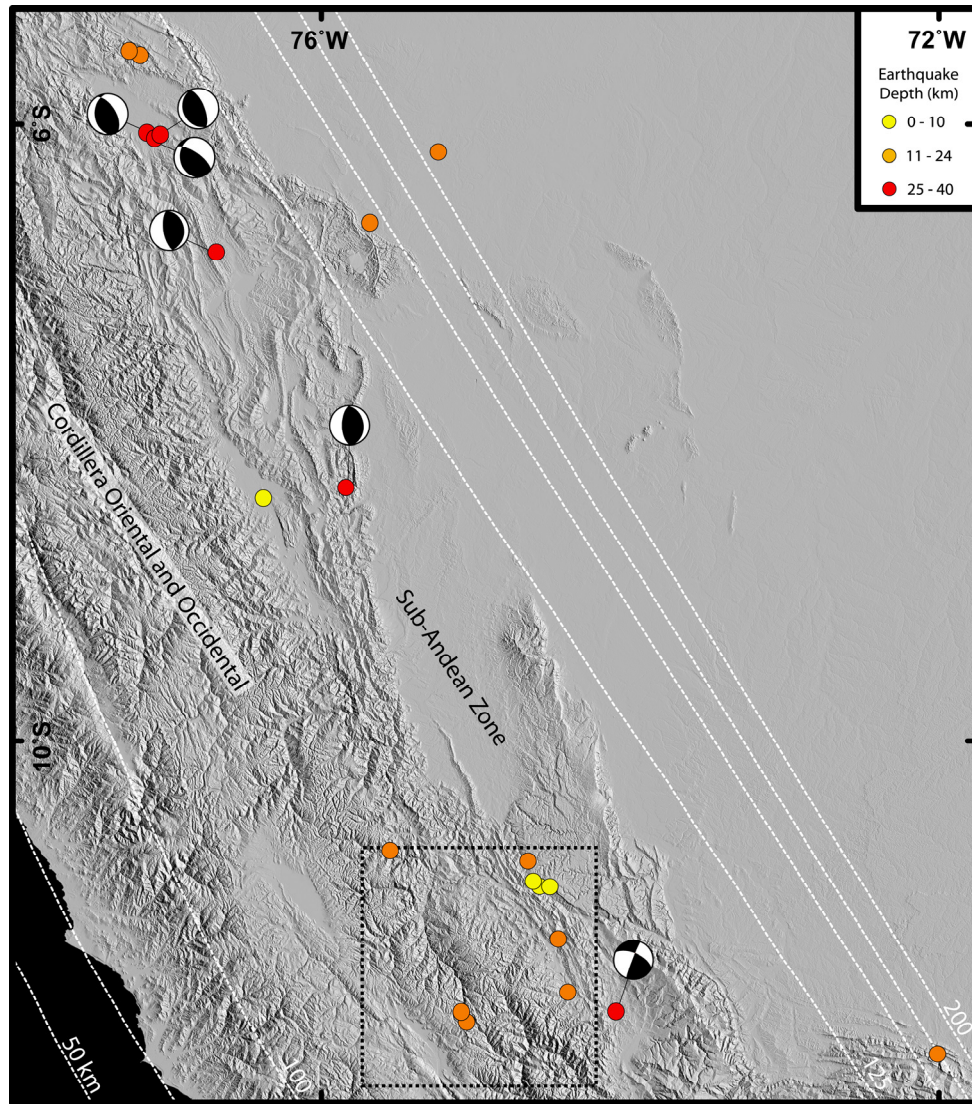 76˚W
72˚W
Earthquake
Depth (km)
0 - 10
11 - 24
25 - 40
6˚S
Cordillera Oriental and Occidental
Sub-Andean Zone
10˚S
50 km
100
125
200